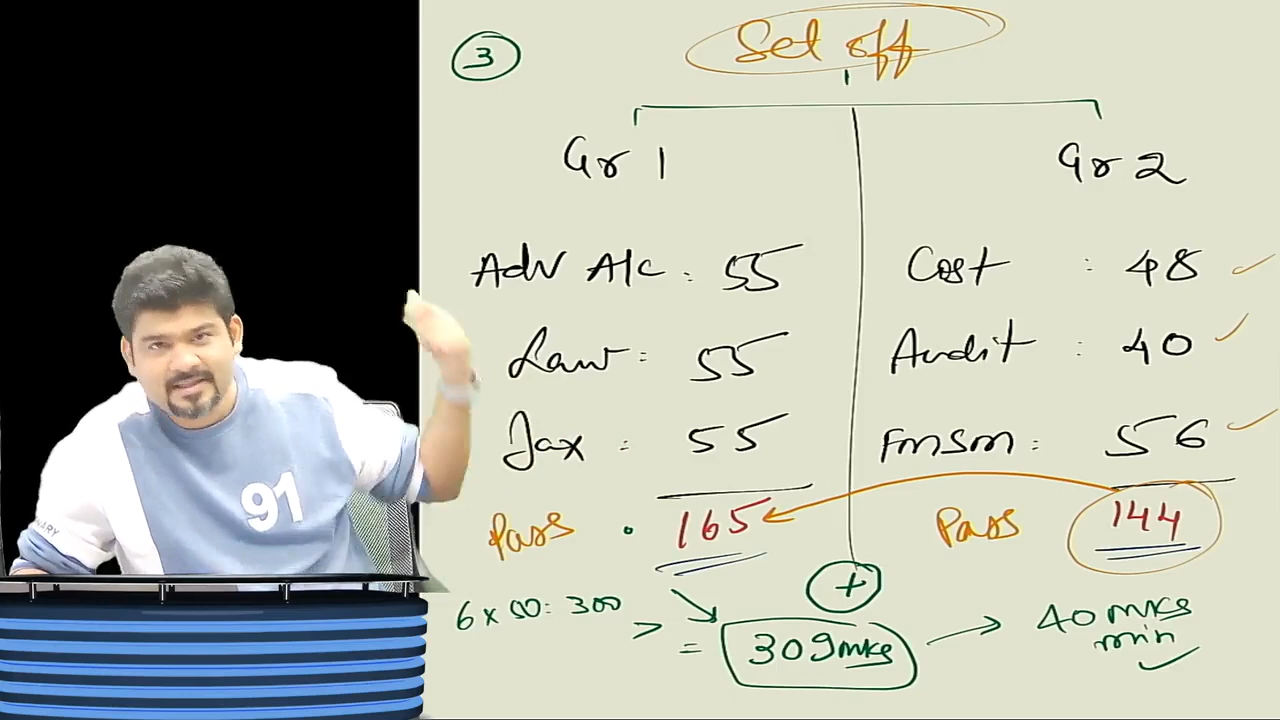 3
Set off
Gr 1
Gr 2
Adv A/c : 55
Cost : 48
Law : 55
Audit : 40
Tax : 55
FMSM : 56
Pass . 165
Pass 144
+
6 x 50 : 300 > = 309 mks
40 mks
min
91
NARY